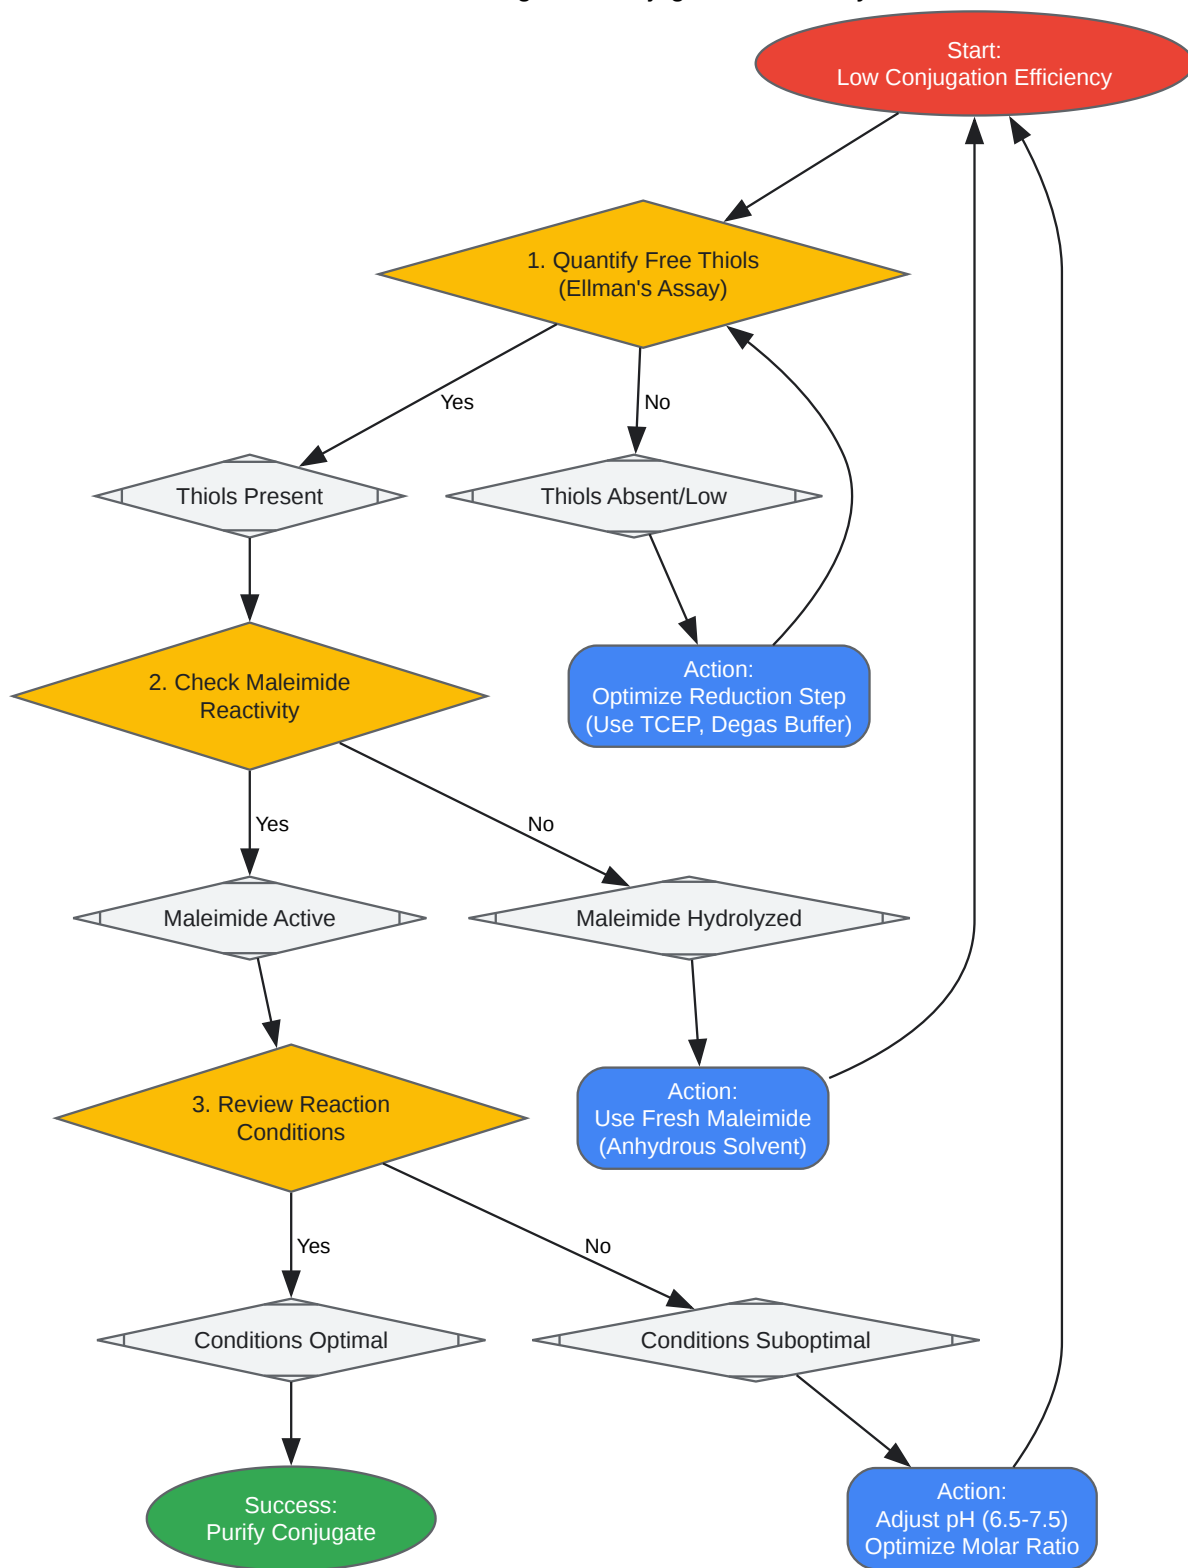 Start:
Low Conjugation Efficiency
1. Quantify Free Thiols
(Ellman's Assay)
Yes
No
Thiols Present
Thiols Absent/Low
2. Check Maleimide
Reactivity
Action:
Optimize Reduction Step
(Use TCEP, Degas Buffer)
Yes
No
Maleimide Active
Maleimide Hydrolyzed
3. Review Reaction
Conditions
Action:
Use Fresh Maleimide
(Anhydrous Solvent)
Yes
No
Conditions Optimal
Conditions Suboptimal
Success:
Purify Conjugate
Action:
Adjust pH (6.5-7.5)
Optimize Molar Ratio